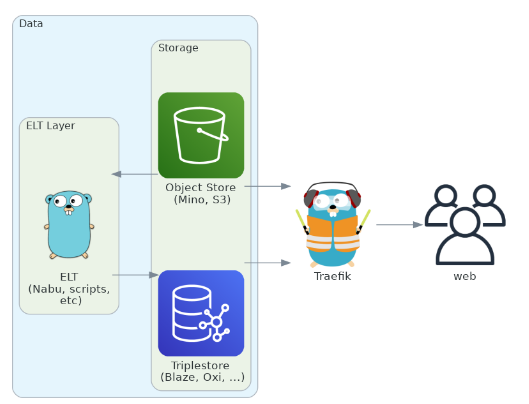 Data
Storage
ELT Layer
Object Store
(Mino, S3)
ELT
(Nabu, scripts,
etc)
Traefik
web
Triplestore
(Blaze, Oxi, ...)